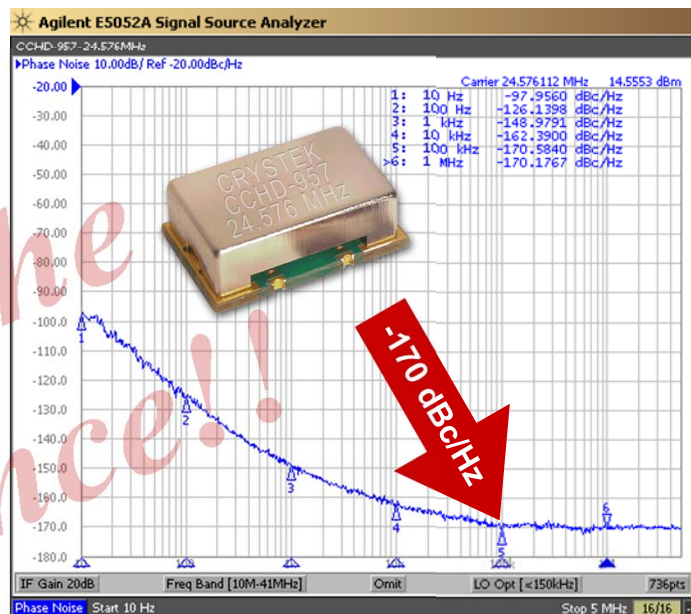 Agilent E5052A Signal Source Analyzer
CCHD-957-24.576MHz
Phase Noise 10.00dB/ Ref -20.00dBc/Hz
Carrier 24.576112 MHz 14.5553 dBm
1: 10 Hz -97.9560 dBc/Hz
2: 100 Hz -126.1398 dBc/Hz
3: 1 kHz -148.9791 dBc/Hz
4: 10 kHz -162.3900 dBc/Hz
5: 100 kHz -170.5840 dBc/Hz
>6: 1 MHz -170.1767 dBc/Hz
-20.00
-30.00
-40.00
-50.00
-60.00
-70.00
-80.00
-90.00
-100.0
-110.0
-120.0
-130.0
-140.0
-150.0
-160.0
-170.0
-180.0
CRYSTEK
CCHD-957
24.576 MHz
he
nce!!
-170 dBc/Hz
1
2
3
4
5
6
IF Gain 20dB
Freq Band [10M-41MHz]
Omit
LO Opt [<150kHz]
736pts
Phase Noise Start 10 Hz
Stop 5 MHz 16/16